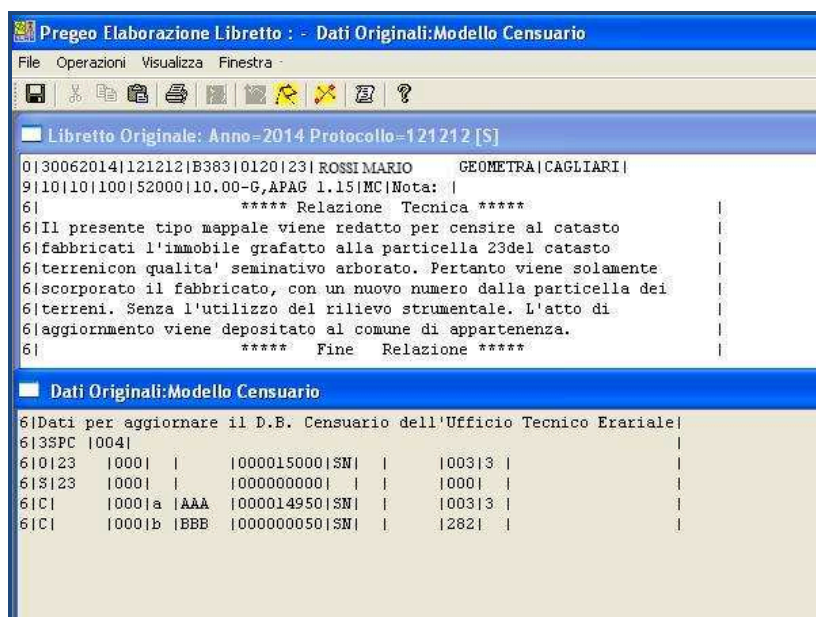 Pregeo Elaborazione Libretto : - Dati Originali:Modello Censuario
File Operazioni Visualizza Finestra
Libretto Originale: Anno=2014 Protocollo=121212 [S]
0|30062014|121212|B383|0120|23| ROSSI MARIO GEOMETRA|CAGLIARI|
9|10|10|100|52000|10.00-G,APAG 1.15|MC|Nota: |
6| ***** Relazione Tecnica ***** |
6|Il presente tipo mappale viene redatto per censire al catasto |
6|fabbricati l'immobile grafatto alla particella 23del catasto |
6|terrenicon qualita' seminativo arborato. Pertanto viene solamente |
6|scorporato il fabbricato, con un nuovo numero dalla particella dei |
6|terreni. Senza l'utilizzo del rilievo strumentale. L'atto di |
6|aggiornmento viene depositato al comune di appartenenza. |
6| ***** Fine Relazione ***** |
Dati Originali:Modello Censuario
6|Dati per aggiornare il D.B. Censuario dell'Ufficio Tecnico Erariale|
6|3SPC |004| |
6|O|23 |000| | |000015000|SN| | |003|3 | |
6|S|23 |000| | |000000000| | | |000| | |
6|C| |000|a |AAA |000014950|SN| | |003|3 | |
6|C| |000|b |BBB |000000050|SN| | |282| | |